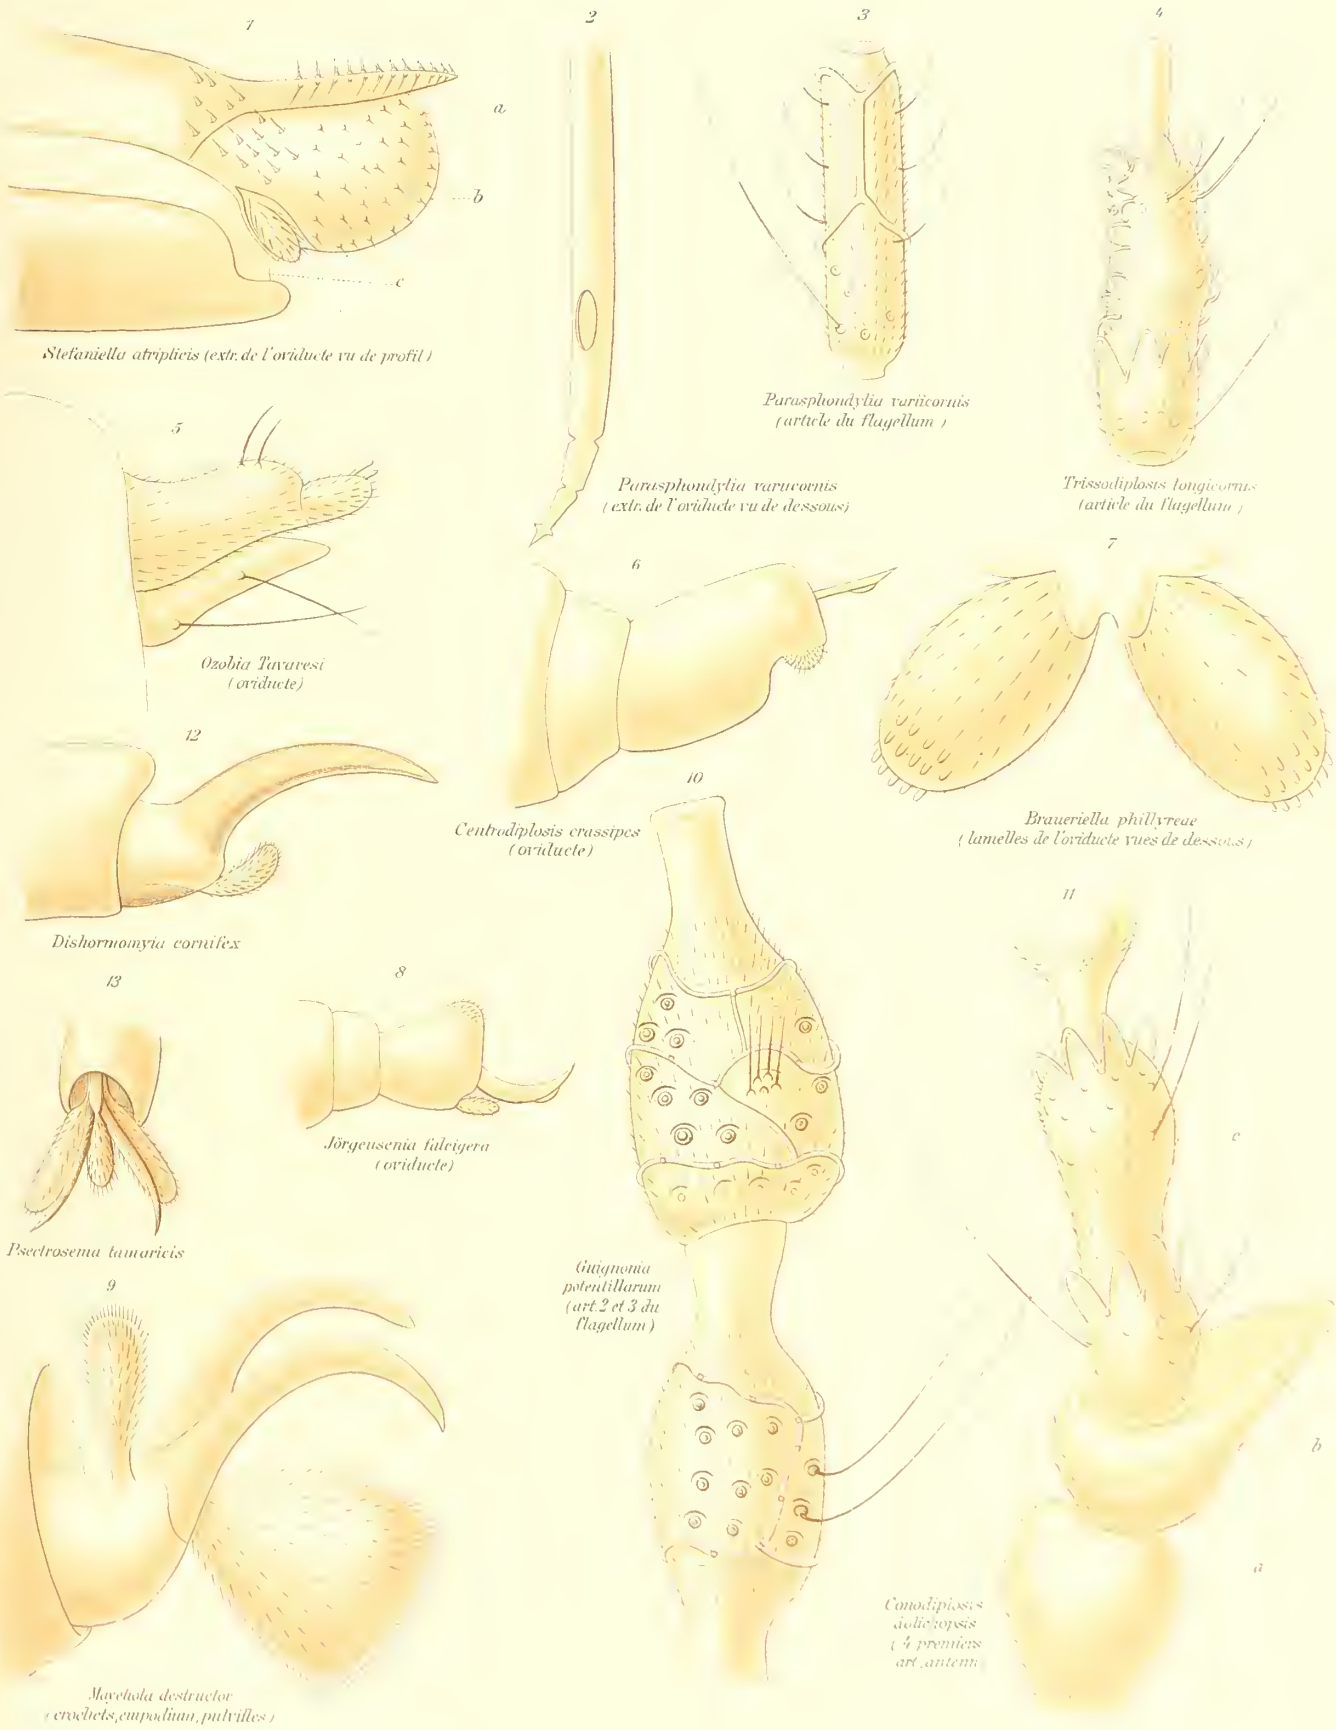 1
2
3
4
a
b
c
Stefaniella atriplicis (extr. de l'oviducte vu de profil)
Parasphondylia variicornis
(article du flagellum)
5
Parasphondylia variicornis
(extr. de l'oviducte vu de dessous)
Trissodiplosis longicornis
(article du flagellum)
6
7
Ozobia Tavaresi
(oviducte)
12
10
Centrodiplosis crassipes
(oviducte)
Braueriella phillyreae
(lamelles de l'oviducte vues de dessous)
11
Dishormomyia cornifex
13
8
Jörgensenia falcigera
(oviducte)
c
Psectrosema tamaricis
9
Guignonia
potentillarum
(art. 2 et 3 du
flagellum)
b
a
Conodiplosis
dolichopsis
(4 premiers
art. antenn.
Mayetiola destructor
(crochets, empodium, pulvilles)